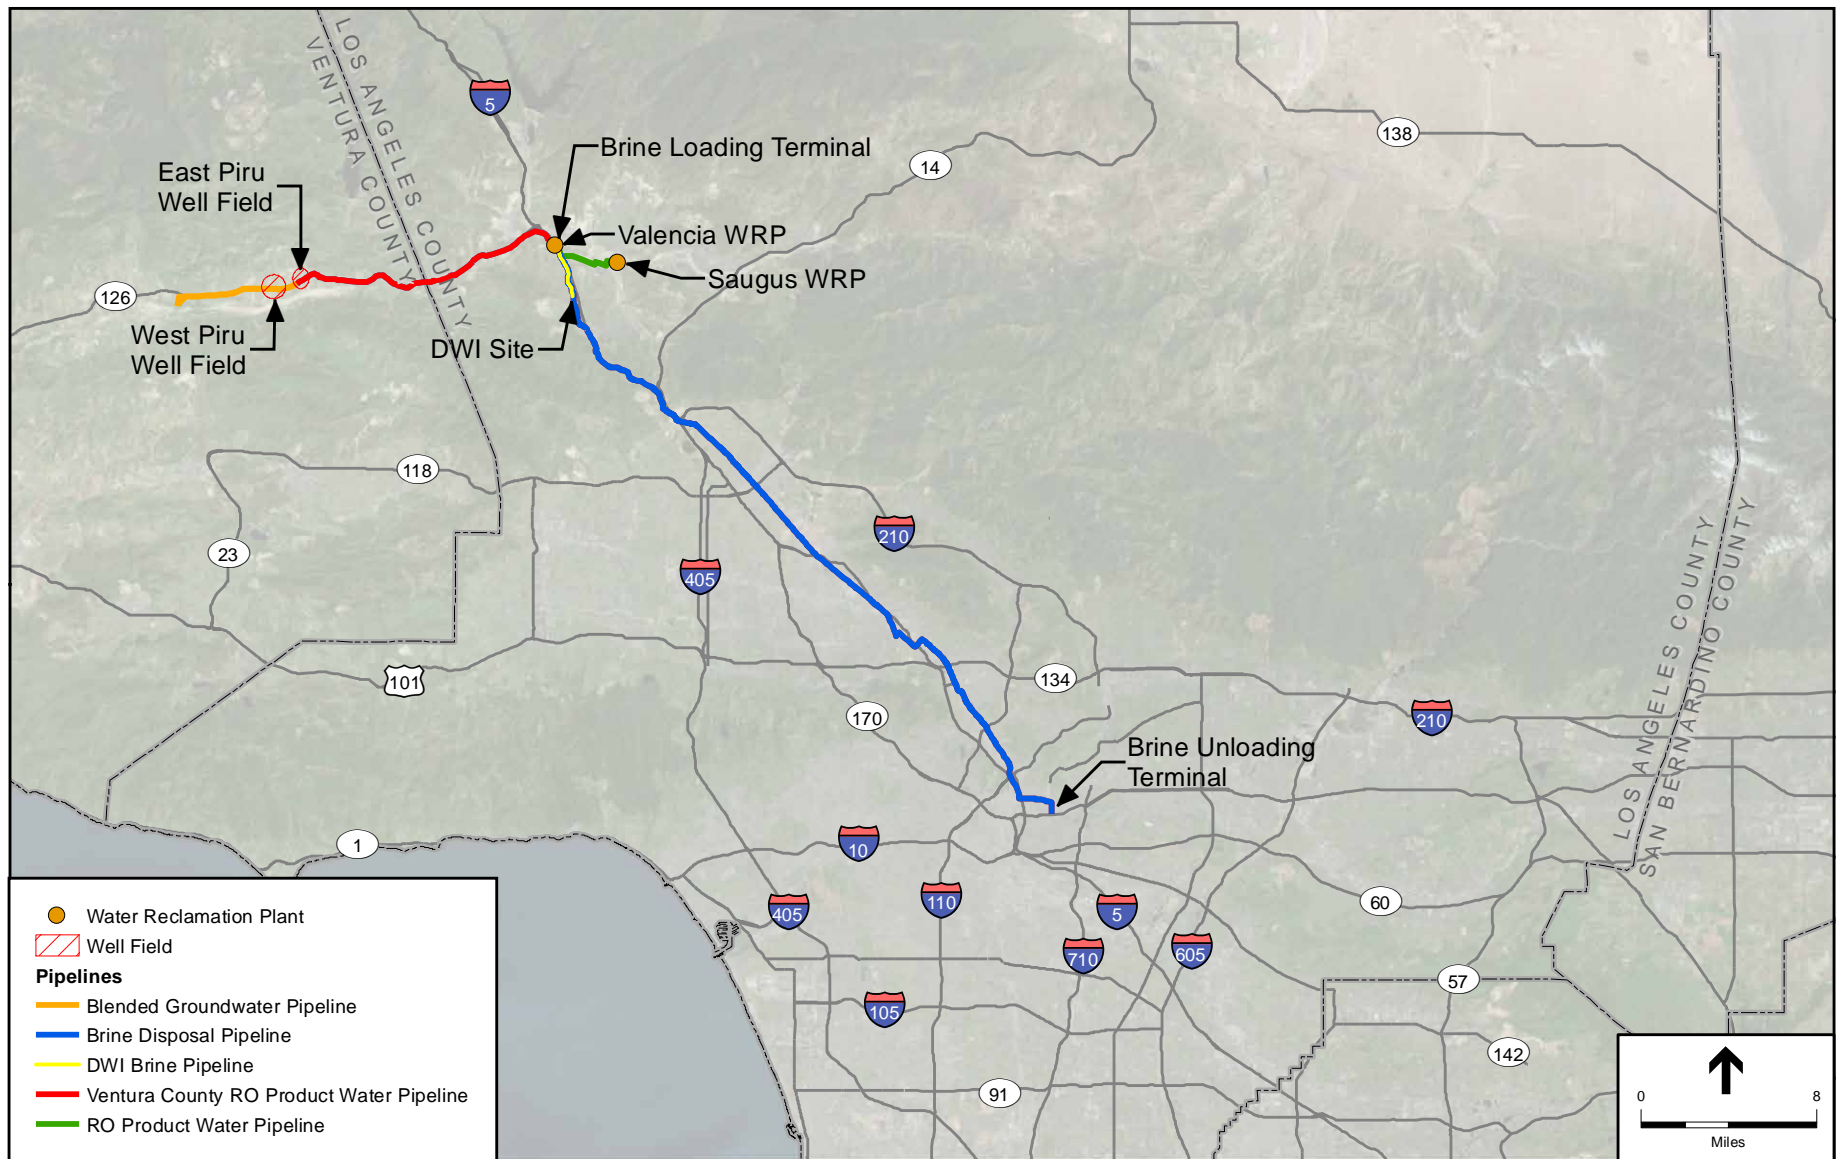 LOS ANGELES COUNTY
VENTURA COUNTY
5
138
Brine Loading Terminal
14
East Piru
Well Field
Valencia WRP
Saugus WRP
126
West Piru
Well Field
DWI Site
118
210
23
405
LOS ANGELES COUNTY
SAN BERNARDINO COUNTY
101
134
170
210
Brine Unloading
Terminal
1
10
405
110
5
60
710
605
57
105
142
91
Water Reclamation Plant
Well Field
Pipelines
Blended Groundwater Pipeline
Brine Disposal Pipeline
DWI Brine Pipeline
Ventura County RO Product Water Pipeline
RO Product Water Pipeline
0 8
Miles